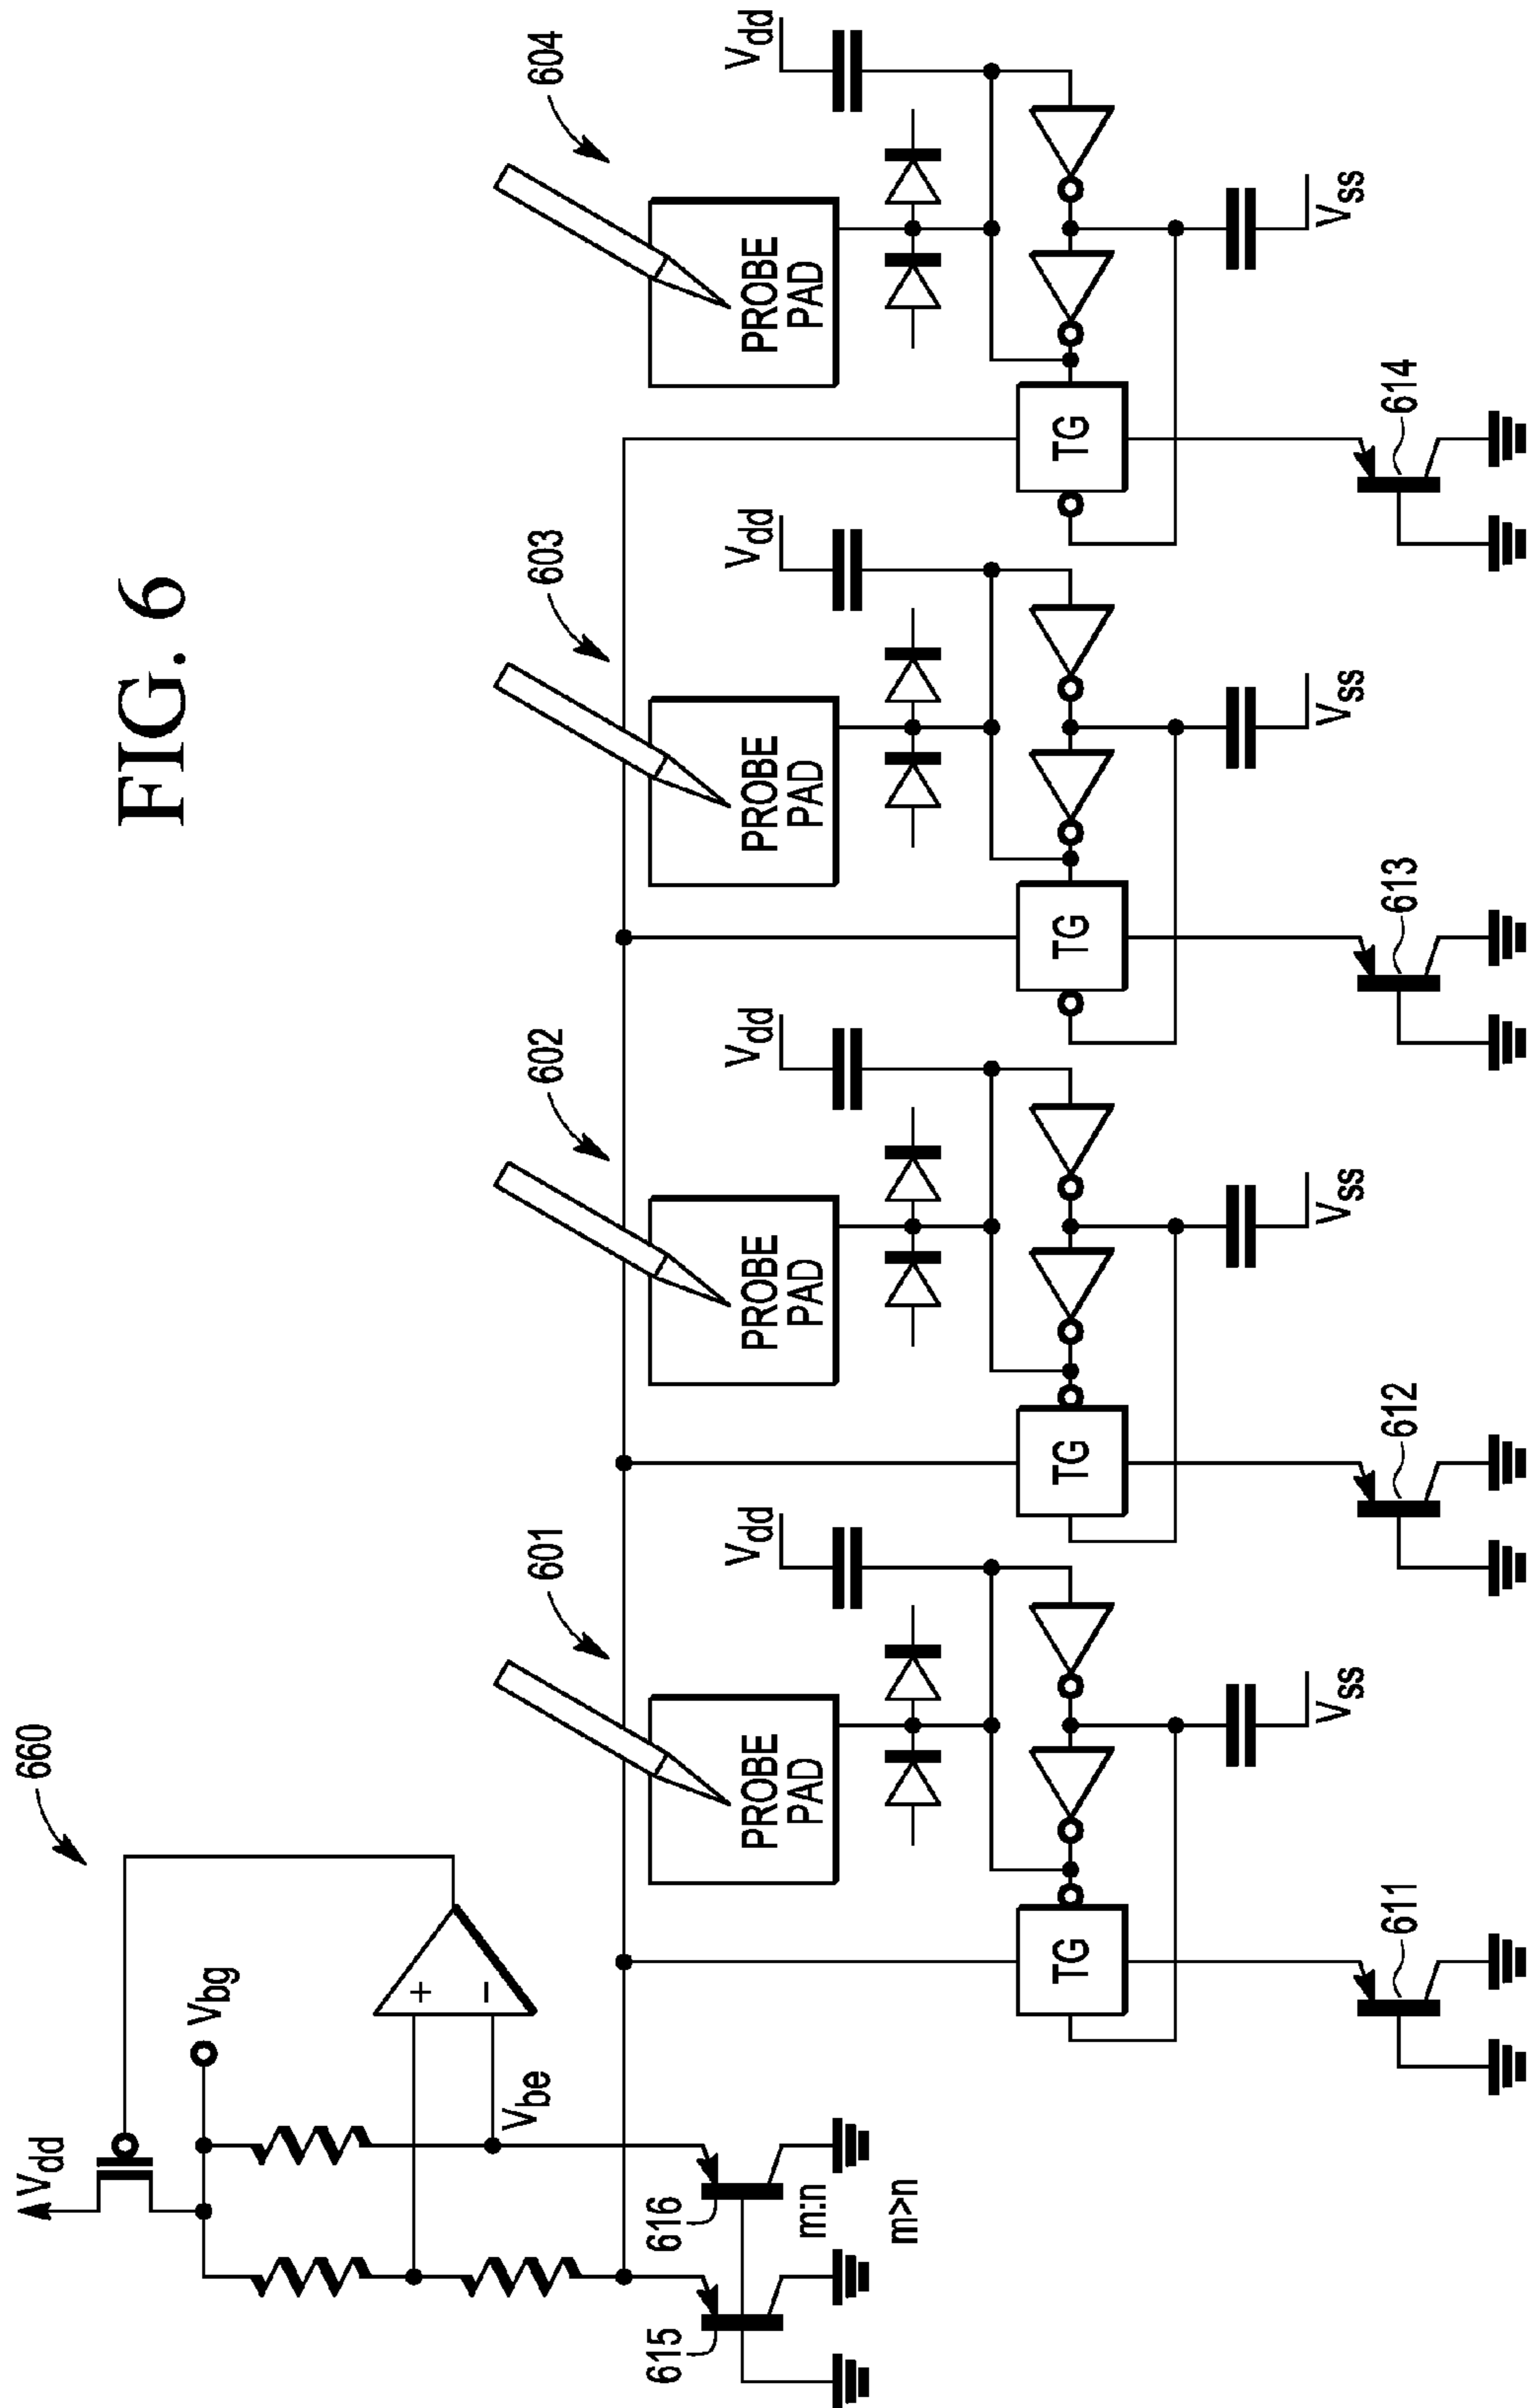 FIG. 6
660
Vdd
Vbg
+
−
Vbe
615
616
m:n
m>n
601
PROBE
PAD
Vdd
TG
Vss
611
602
PROBE
PAD
Vdd
TG
Vss
612
603
PROBE
PAD
Vdd
TG
Vss
613
604
PROBE
PAD
Vdd
TG
Vss
614